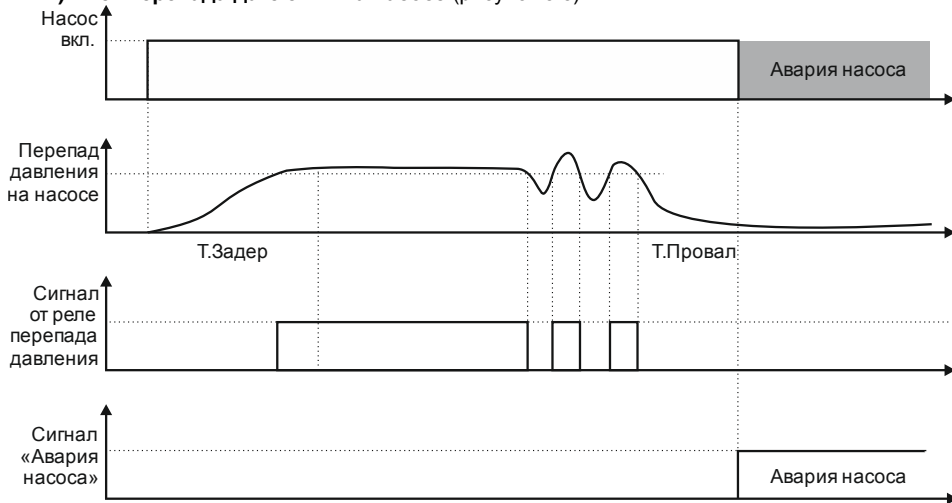 Насос
вкл.
Авария насоса
Перепад
давления
на насосе
Т.Задер
Т.Провал
Сигнал
от реле
перепада
давления
Сигнал
«Авария
насоса»
Авария насоса